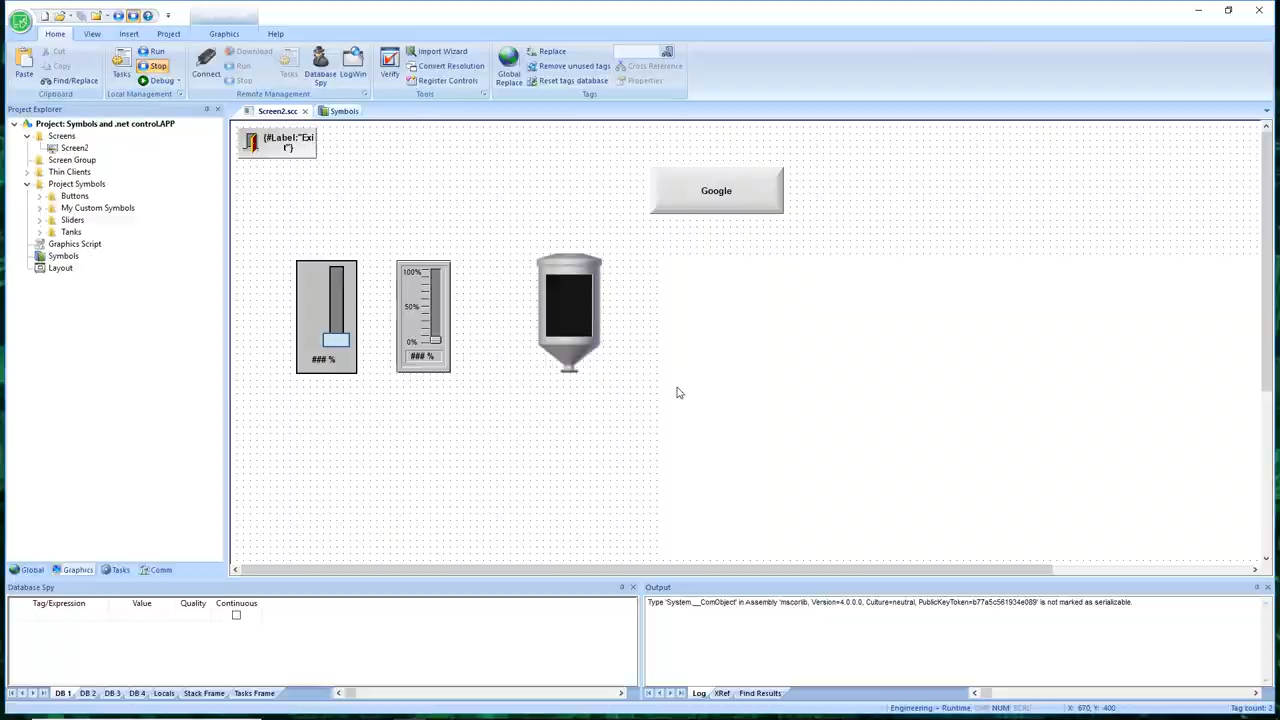 Home View Insert Project Graphics Help
Paste
Cut
Copy
Find/Replace
Clipboard
Tasks
Run
Stop
Debug
Local Management
Connect
Download
Run
Stop
Tasks
Database Spy
LogWin
Remote Management
Verify
Import Wizard
Convert Resolution
Register Controls
Tools
Global Replace
Replace
Remove unused tags
Reset tags database
Cross Reference
Properties
Tags
Project Explorer
Project: Symbols and .net control.APP
Screens
Screen2
Screen Group
Thin Clients
Project Symbols
Buttons
My Custom Symbols
Sliders
Tanks
Graphics Script
Symbols
Layout
Global Graphics Tasks Comm
Screen2.scc Symbols
{#Label:"Exi
t"}
Google
### %
100%
50%
0%
### %
Database Spy
Tag/Expression Value Quality Continuous
DB 1 DB 2 DB 3 DB 4 Locals Stack Frame Tasks Frame
Output
Type 'System.__ComObject' in Assembly 'mscorlib, Version=4.0.0.0, Culture=neutral, PublicKeyToken=b77a5c561934e089' is not marked as serializable.
Log XRef Find Results
Engineering - Runtime NUM X: 670, Y: -400 Tag count: 2